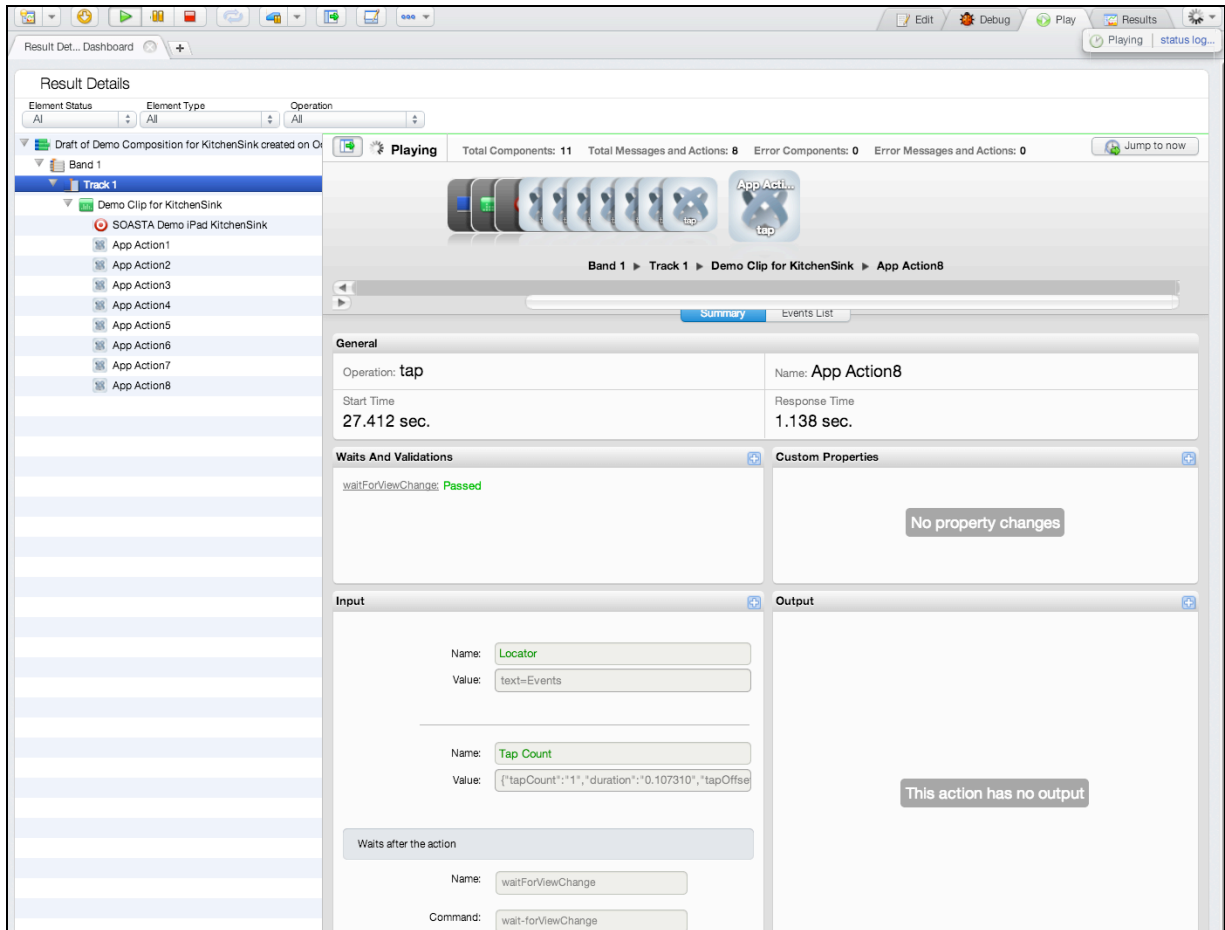 Edit Debug Play Results
Playing status log...
Result Det... Dashboard +
Result Details
Element Status Element Type Operation
Al All All
Draft of Demo Composition for KitchenSink created on O
Band 1
Track 1
Demo Clip for KitchenSink
SOASTA Demo iPad KitchenSink
App Action1
App Action2
App Action3
App Action4
App Action5
App Action6
App Action7
App Action8
Playing Total Components: 11 Total Messages and Actions: 8 Error Components: 0 Error Messages and Actions: 0 Jump to now
App Acti...
tap tap
Band 1 ▶ Track 1 ▶ Demo Clip for KitchenSink ▶ App Action8
Summary Events List
General
Operation: tap Name: App Action8
Start Time Response Time
27.412 sec. 1.138 sec.
Waits And Validations Custom Properties
waitForViewChange: Passed
No property changes
Input Output
Name: Locator
Value: text=Events
Name: Tap Count
Value: {"tapCount":"1","duration":"0.107310","tapOffse
This action has no output
Waits after the action
Name: waitForViewChange
Command: wait-forViewChange